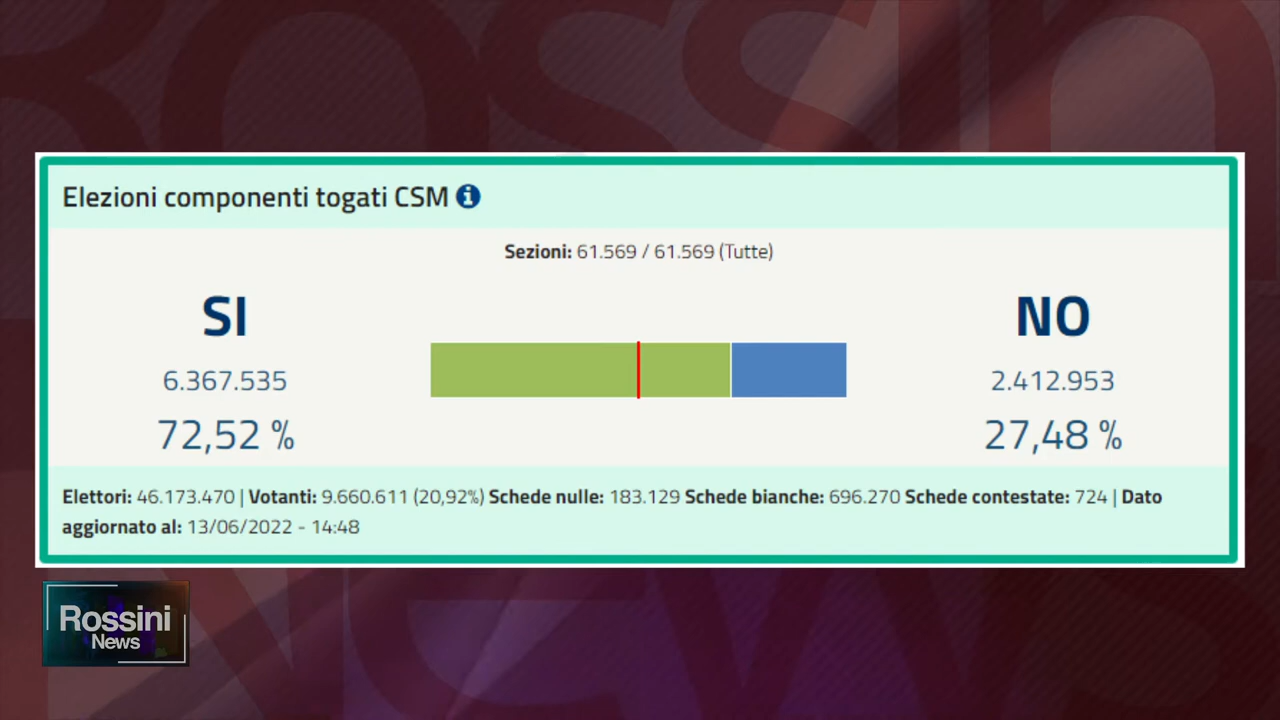 Elezioni componenti togati CSM
Sezioni: 61.569 / 61.569 (Tutte)
SI
6.367.535
72,52 %
NO
2.412.953
27,48 %
Elettori: 46.173.470 | Votanti: 9.660.611 (20,92%) Schede nulle: 183.129 Schede bianche: 696.270 Schede contestate: 724 | Dato
aggiornato al: 13/06/2022 - 14:48
Rossini
News